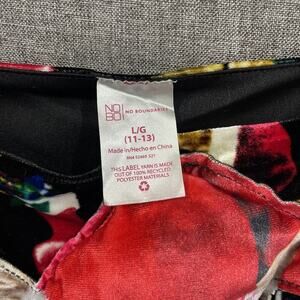 NO
BO
NO BOUNDARIES
L/G
(11-13)
Made in/Hecho en China
THIS LABEL YARN IS MADE
OUT OF 100% RECYCLED
POLYESTER MATERIALS